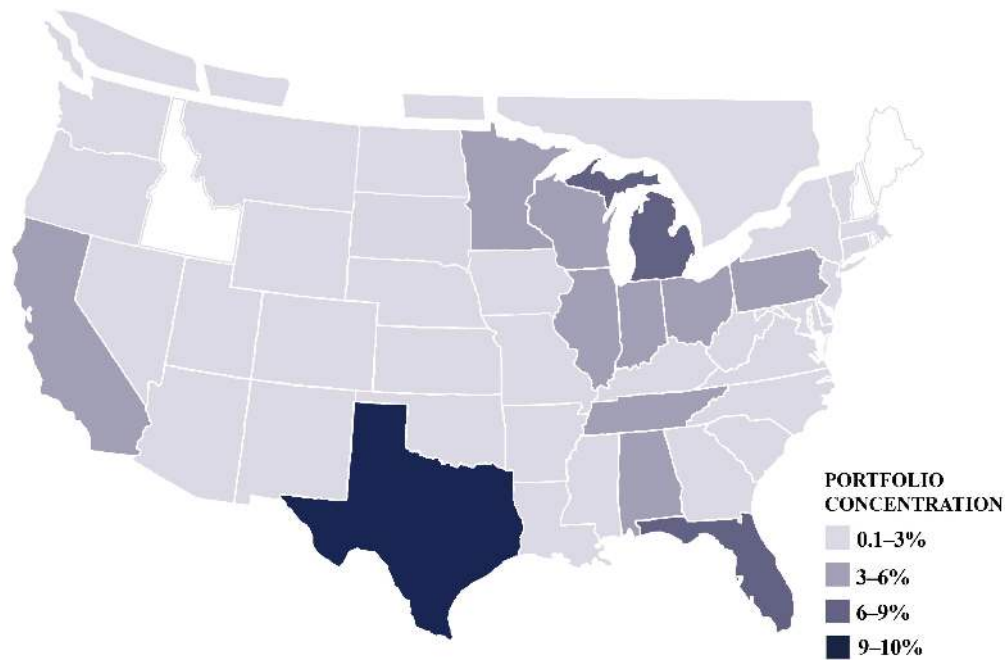 PORTFOLIO
CONCENTRATION
0.1–3%
3–6%
6–9%
9–10%